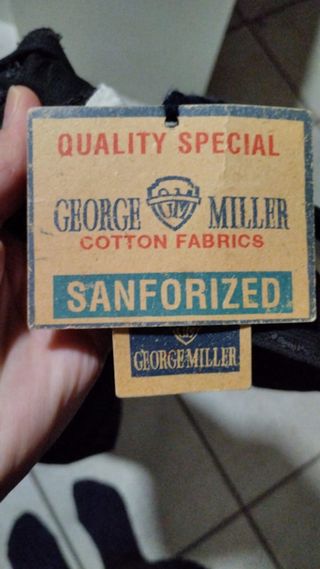 QUALITY SPECIAL
GEORGE MILLER
COTTON FABRICS
SANFORIZED
GEORGE MILLER